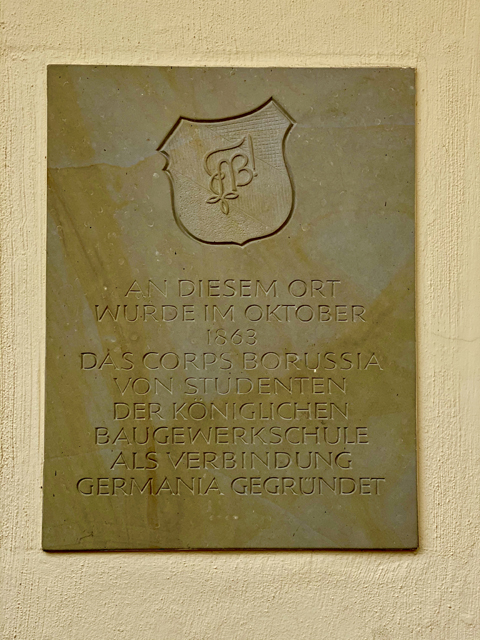 AN DIESEM ORT
WURDE IM OKTOBER
1863
DAS CORPS BORUSSIA
VON STUDENTEN
DER KÖNIGLICHEN
BAUGEWERKSCHULE
ALS VERBINDUNG
GERMANIA GEGRÜNDET